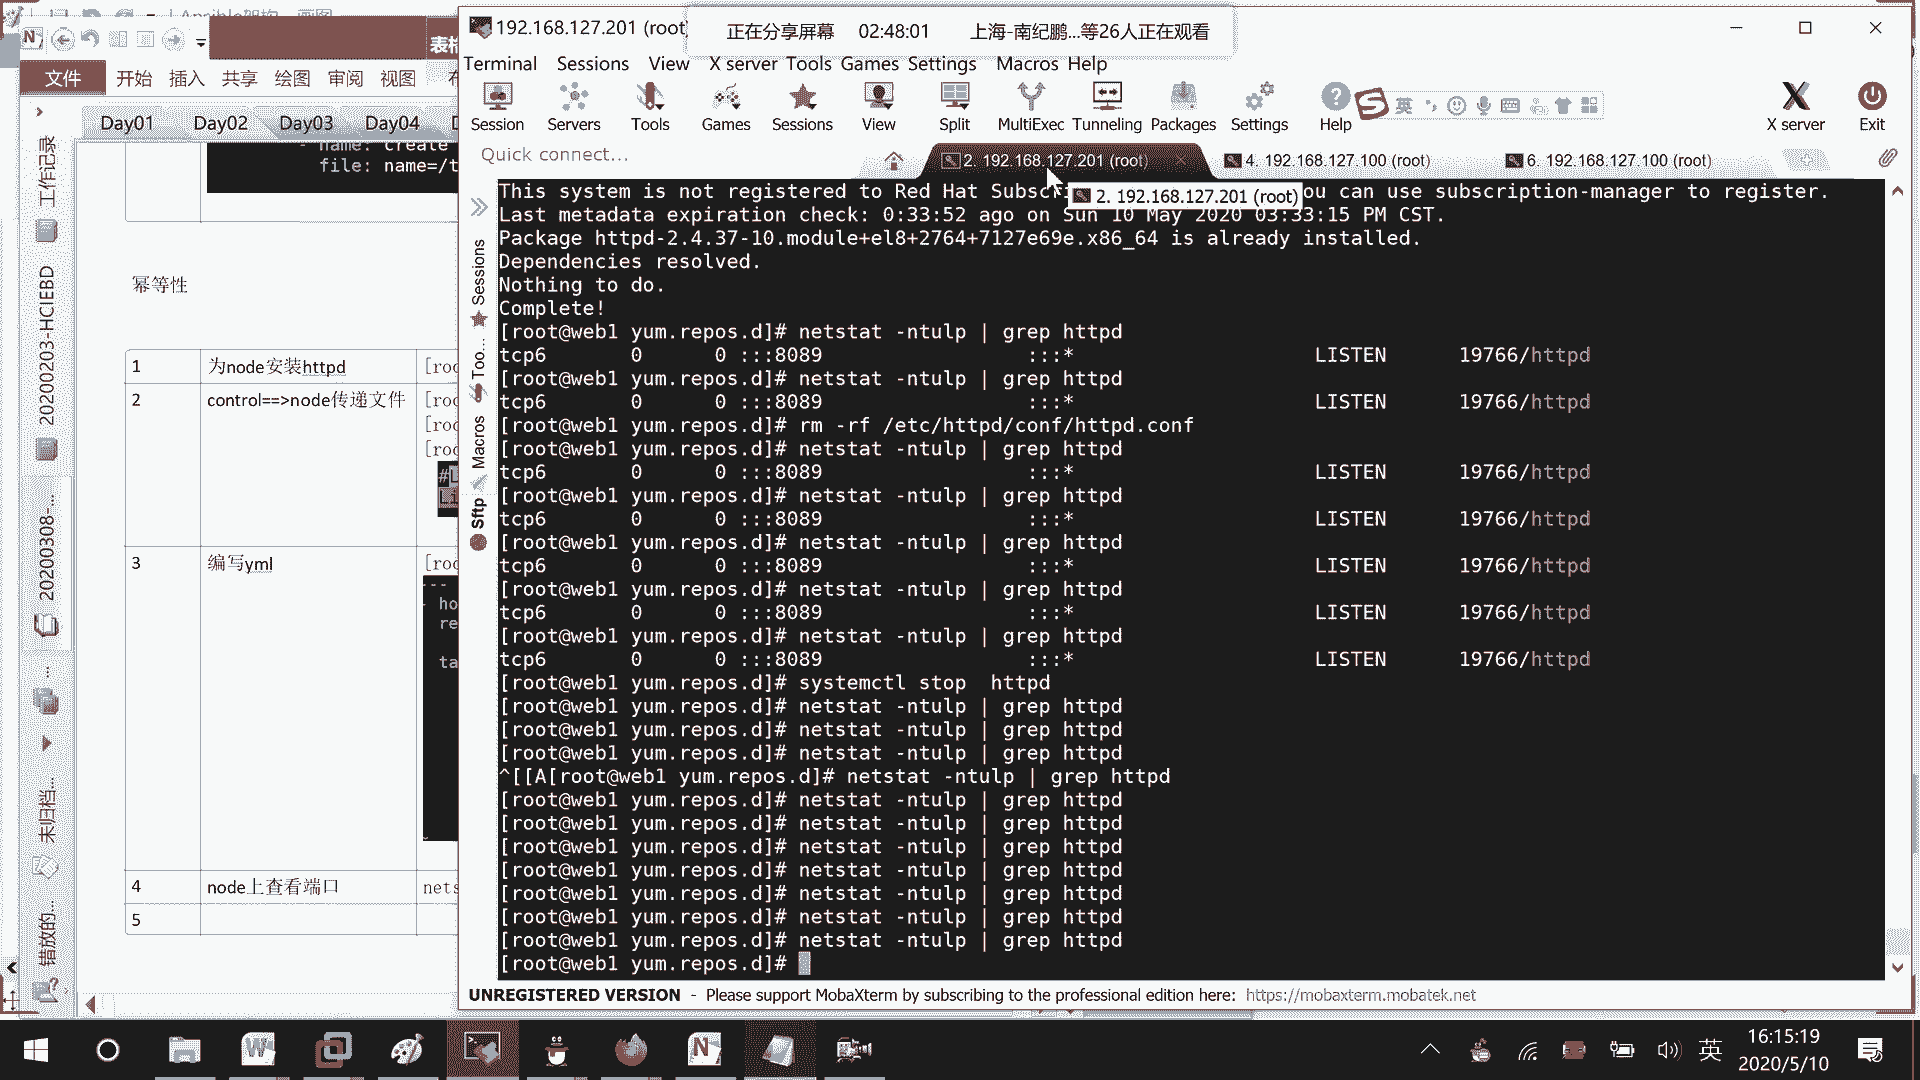 192.168.127.201 (root)
正在分享屏幕 02:48:01 上海-南纪鹏...等26人正在观看
文件 开始 插入 共享 绘图 审阅 视图
Terminal Sessions View X server Tools Games Settings Macros Help
Session Servers Tools Games Sessions View Split MultiExec Tunneling Packages Settings Help
英
X server Exit
Day01 Day02 Day03 Day04
Quick connect...
2. 192.168.127.201 (root)
4. 192.168.127.100 (root)
6. 192.168.127.100 (root)
2. 192.168.127.201 (root)
- name: create
file: name=/t
工作记录
20200203-HCIEBD
20200308-...
未归档...
错放的...
幂等性
1 为node安装httpd [roo
2 control==>node传递文件 [roo
[roo
[roo
3 编写yml [roo
---
- ho
re
ta
4 node上查看端口 nets
5
Sessions
Too...
Macros
Sftp
This system is not registered to Red Hat Subscri
ou can use subscription-manager to register.
Last metadata expiration check: 0:33:52 ago on Sun 10 May 2020 03:33:15 PM CST.
Package httpd-2.4.37-10.module+el8+2764+7127e69e.x86_64 is already installed.
Dependencies resolved.
Nothing to do.
Complete!
[root@web1 yum.repos.d]# netstat -ntulp | grep httpd
tcp6 0 0 :::8089 :::* LISTEN 19766/httpd
[root@web1 yum.repos.d]# netstat -ntulp | grep httpd
tcp6 0 0 :::8089 :::* LISTEN 19766/httpd
[root@web1 yum.repos.d]# rm -rf /etc/httpd/conf/httpd.conf
[root@web1 yum.repos.d]# netstat -ntulp | grep httpd
tcp6 0 0 :::8089 :::* LISTEN 19766/httpd
[root@web1 yum.repos.d]# netstat -ntulp | grep httpd
tcp6 0 0 :::8089 :::* LISTEN 19766/httpd
[root@web1 yum.repos.d]# netstat -ntulp | grep httpd
tcp6 0 0 :::8089 :::* LISTEN 19766/httpd
[root@web1 yum.repos.d]# netstat -ntulp | grep httpd
tcp6 0 0 :::8089 :::* LISTEN 19766/httpd
[root@web1 yum.repos.d]# netstat -ntulp | grep httpd
tcp6 0 0 :::8089 :::* LISTEN 19766/httpd
[root@web1 yum.repos.d]# systemctl stop  httpd
[root@web1 yum.repos.d]# netstat -ntulp | grep httpd
[root@web1 yum.repos.d]# netstat -ntulp | grep httpd
[root@web1 yum.repos.d]# netstat -ntulp | grep httpd
^[[A[root@web1 yum.repos.d]# netstat -ntulp | grep httpd
[root@web1 yum.repos.d]# netstat -ntulp | grep httpd
[root@web1 yum.repos.d]# netstat -ntulp | grep httpd
[root@web1 yum.repos.d]# netstat -ntulp | grep httpd
[root@web1 yum.repos.d]# netstat -ntulp | grep httpd
[root@web1 yum.repos.d]# netstat -ntulp | grep httpd
[root@web1 yum.repos.d]# netstat -ntulp | grep httpd
[root@web1 yum.repos.d]# netstat -ntulp | grep httpd
[root@web1 yum.repos.d]#
UNREGISTERED VERSION - Please support MobaXterm by subscribing to the professional edition here: https://mobaxterm.mobatek.net
英
16:15:19
2020/5/10